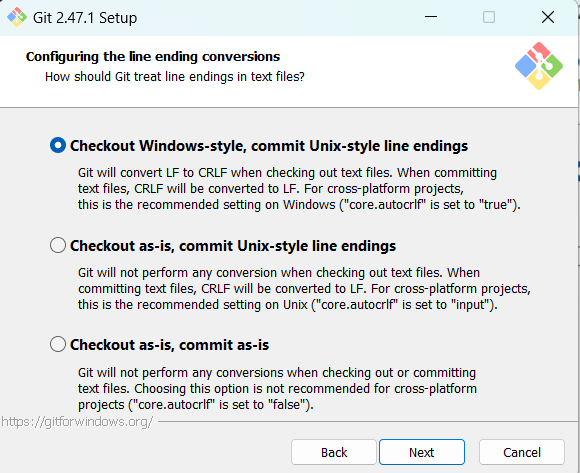 Git 2.47.1 Setup
Configuring the line ending conversions
How should Git treat line endings in text files?
Checkout Windows-style, commit Unix-style line endings
Git will convert LF to CRLF when checking out text files. When committing
text files, CRLF will be converted to LF. For cross-platform projects,
this is the recommended setting on Windows ("core.autocrlf" is set to "true").
Checkout as-is, commit Unix-style line endings
Git will not perform any conversion when checking out text files. When
committing text files, CRLF will be converted to LF. For cross-platform projects,
this is the recommended setting on Unix ("core.autocrlf" is set to "input").
Checkout as-is, commit as-is
Git will not perform any conversions when checking out or committing
text files. Choosing this option is not recommended for cross-platform
projects ("core.autocrlf" is set to "false").
https://gitforwindows.org/
Back Next Cancel